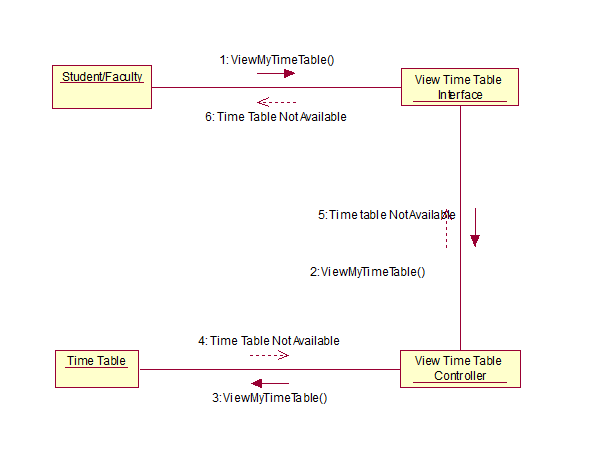 1: ViewMyTimeTable()
Student/Faculty
View Time Table
Interface
6: Time Table Not Available
5: Time table Not Available
2: ViewMyTimeTable()
4: Time Table Not Available
Time Table
View Time Table
Controller
3: ViewMyTimeTable()